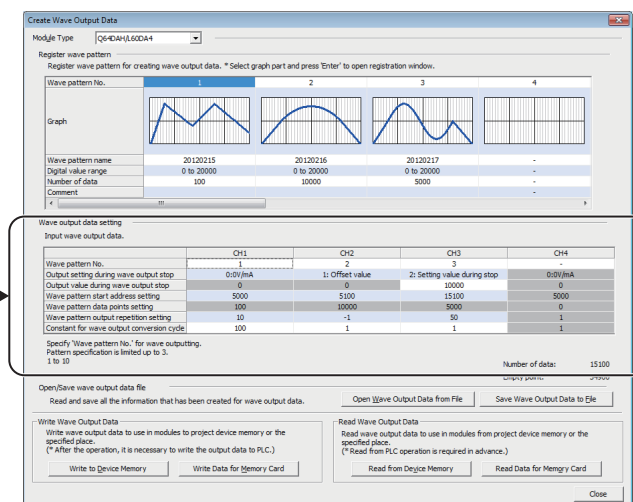 Create Wave Output Data
Module Type Q64DAH/L60DA4
Register wave pattern
Register wave pattern for creating wave output data. * Select graph part and press 'Enter' to open registration window.
Wave pattern No. 1 2 3 4
Graph
Wave pattern name 20120215 20120216 20120217 -
Digital value range 0 to 20000 0 to 20000 0 to 20000 -
Number of data 100 10000 5000 -
Comment -
Wave output data setting
Input wave output data.
CH1 CH2 CH3 CH4
Wave pattern No. 1 2 3 -
Output setting during wave output stop 0:0V/mA 1: Offset value 2: Setting value during stop 0:0V/mA
Output value during wave output stop 0 0 10000 0
Wave pattern start address setting 5000 5100 15100 5000
Wave pattern data points setting 100 10000 5000 0
Wave pattern output repetition setting 10 -1 50 1
Constant for wave output conversion cycle 100 1 1 1
Specify 'Wave pattern No.' for wave outputting.
Pattern specification is limited up to 3.
1 to 10
Number of data: 15100
Open/Save wave output data file
Read and save all the information that has been created for wave output data.
Open Wave Output Data from File
Save Wave Output Data to File
Write Wave Output Data
Write wave output data to use in modules to project device memory or the
specified place.
(* After the operation, it is necessary to write the output data to PLC.)
Write to Device Memory
Write Data for Memory Card
Read Wave Output Data
Read wave output data to use in modules from project device memory or the
specified place.
(* Read from PLC operation is required in advance.)
Read from Device Memory
Read Data for Memory Card
Close